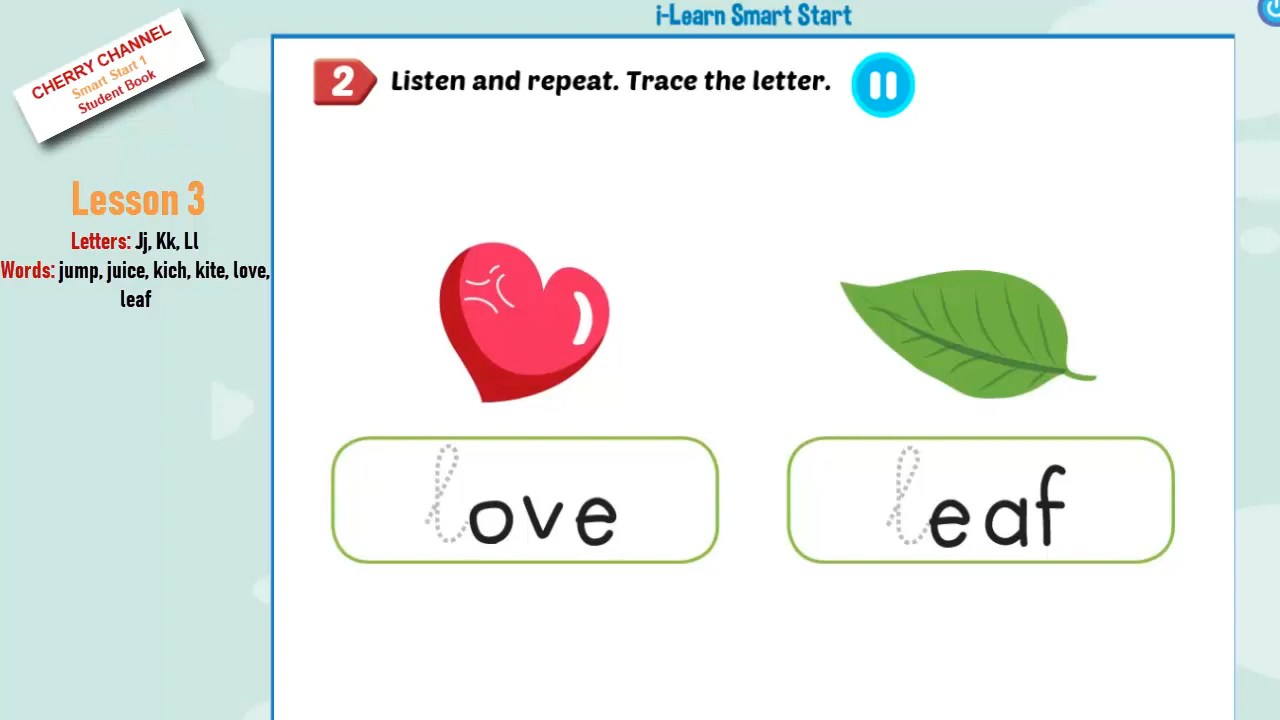 i-Learn Smart Start
CHERRY CHANNEL
Smart Start 1
Student Book
2 Listen and repeat. Trace the letter.
Lesson 3
Letters: Jj, Kk, Ll
Words: jump, juice, kich, kite, love,
leaf
love
leaf